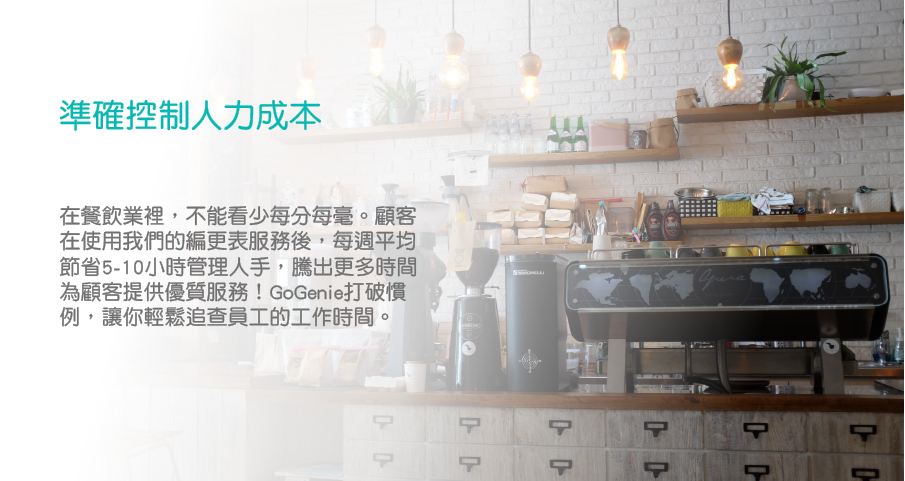 準確控制人力成本
在餐飲業裡，不能看少每分每毫。顧客
在使用我們的編更表服務後，每週平均
節省5-10小時管理人手，騰出更多時間
為顧客提供優質服務！GoGenie打破慣
例，讓你輕鬆追查員工的工作時間。